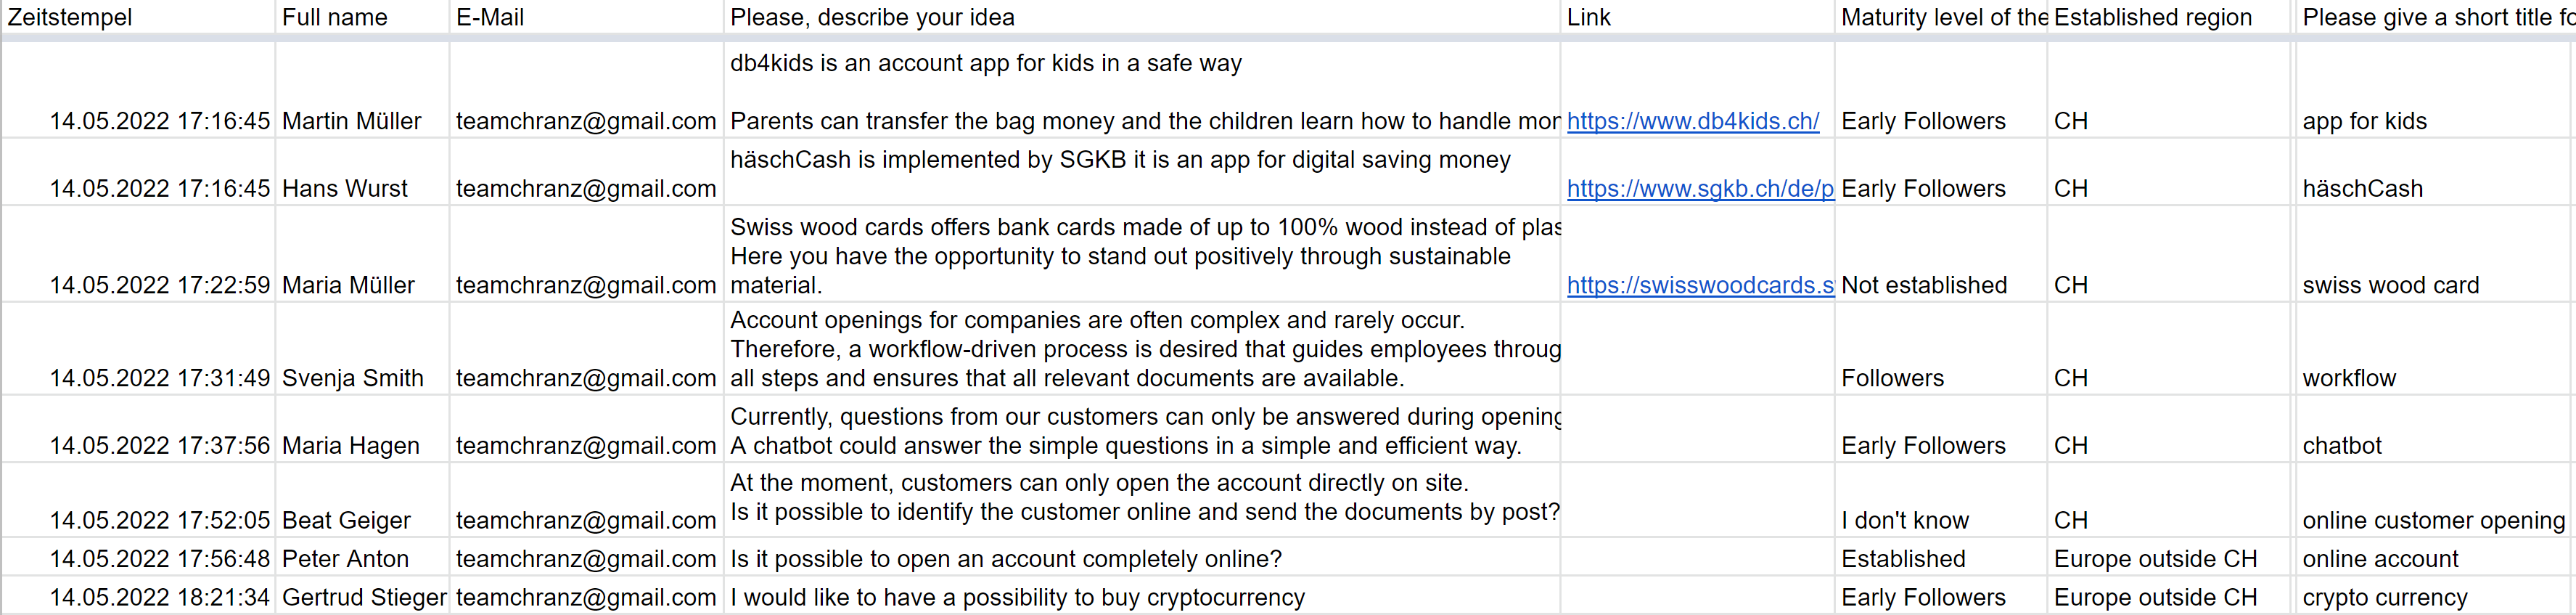 Zeitstempel Full name E-Mail Please, describe your idea Link Maturity level of the Established region Please give a short title fo
db4kids is an account app for kids in a safe way
Parents can transfer the bag money and the children learn how to handle mon
14.05.2022 17:16:45 Martin Müller teamchranz@gmail.com https://www.db4kids.ch/ Early Followers CH app for kids
häschCash is implemented by SGKB it is an app for digital saving money
14.05.2022 17:16:45 Hans Wurst teamchranz@gmail.com https://www.sgkb.ch/de/p Early Followers CH häschCash
Swiss wood cards offers bank cards made of up to 100% wood instead of plas
Here you have the opportunity to stand out positively through sustainable
material.
14.05.2022 17:22:59 Maria Müller teamchranz@gmail.com https://swisswoodcards.s Not established CH swiss wood card
Account openings for companies are often complex and rarely occur.
Therefore, a workflow-driven process is desired that guides employees throug
all steps and ensures that all relevant documents are available.
14.05.2022 17:31:49 Svenja Smith teamchranz@gmail.com Followers CH workflow
Currently, questions from our customers can only be answered during opening
A chatbot could answer the simple questions in a simple and efficient way.
14.05.2022 17:37:56 Maria Hagen teamchranz@gmail.com Early Followers CH chatbot
At the moment, customers can only open the account directly on site.
Is it possible to identify the customer online and send the documents by post?
14.05.2022 17:52:05 Beat Geiger teamchranz@gmail.com I don't know CH online customer opening
14.05.2022 17:56:48 Peter Anton teamchranz@gmail.com Is it possible to open an account completely online? Established Europe outside CH online account
14.05.2022 18:21:34 Gertrud Stieger teamchranz@gmail.com I would like to have a possibility to buy cryptocurrency Early Followers Europe outside CH crypto currency